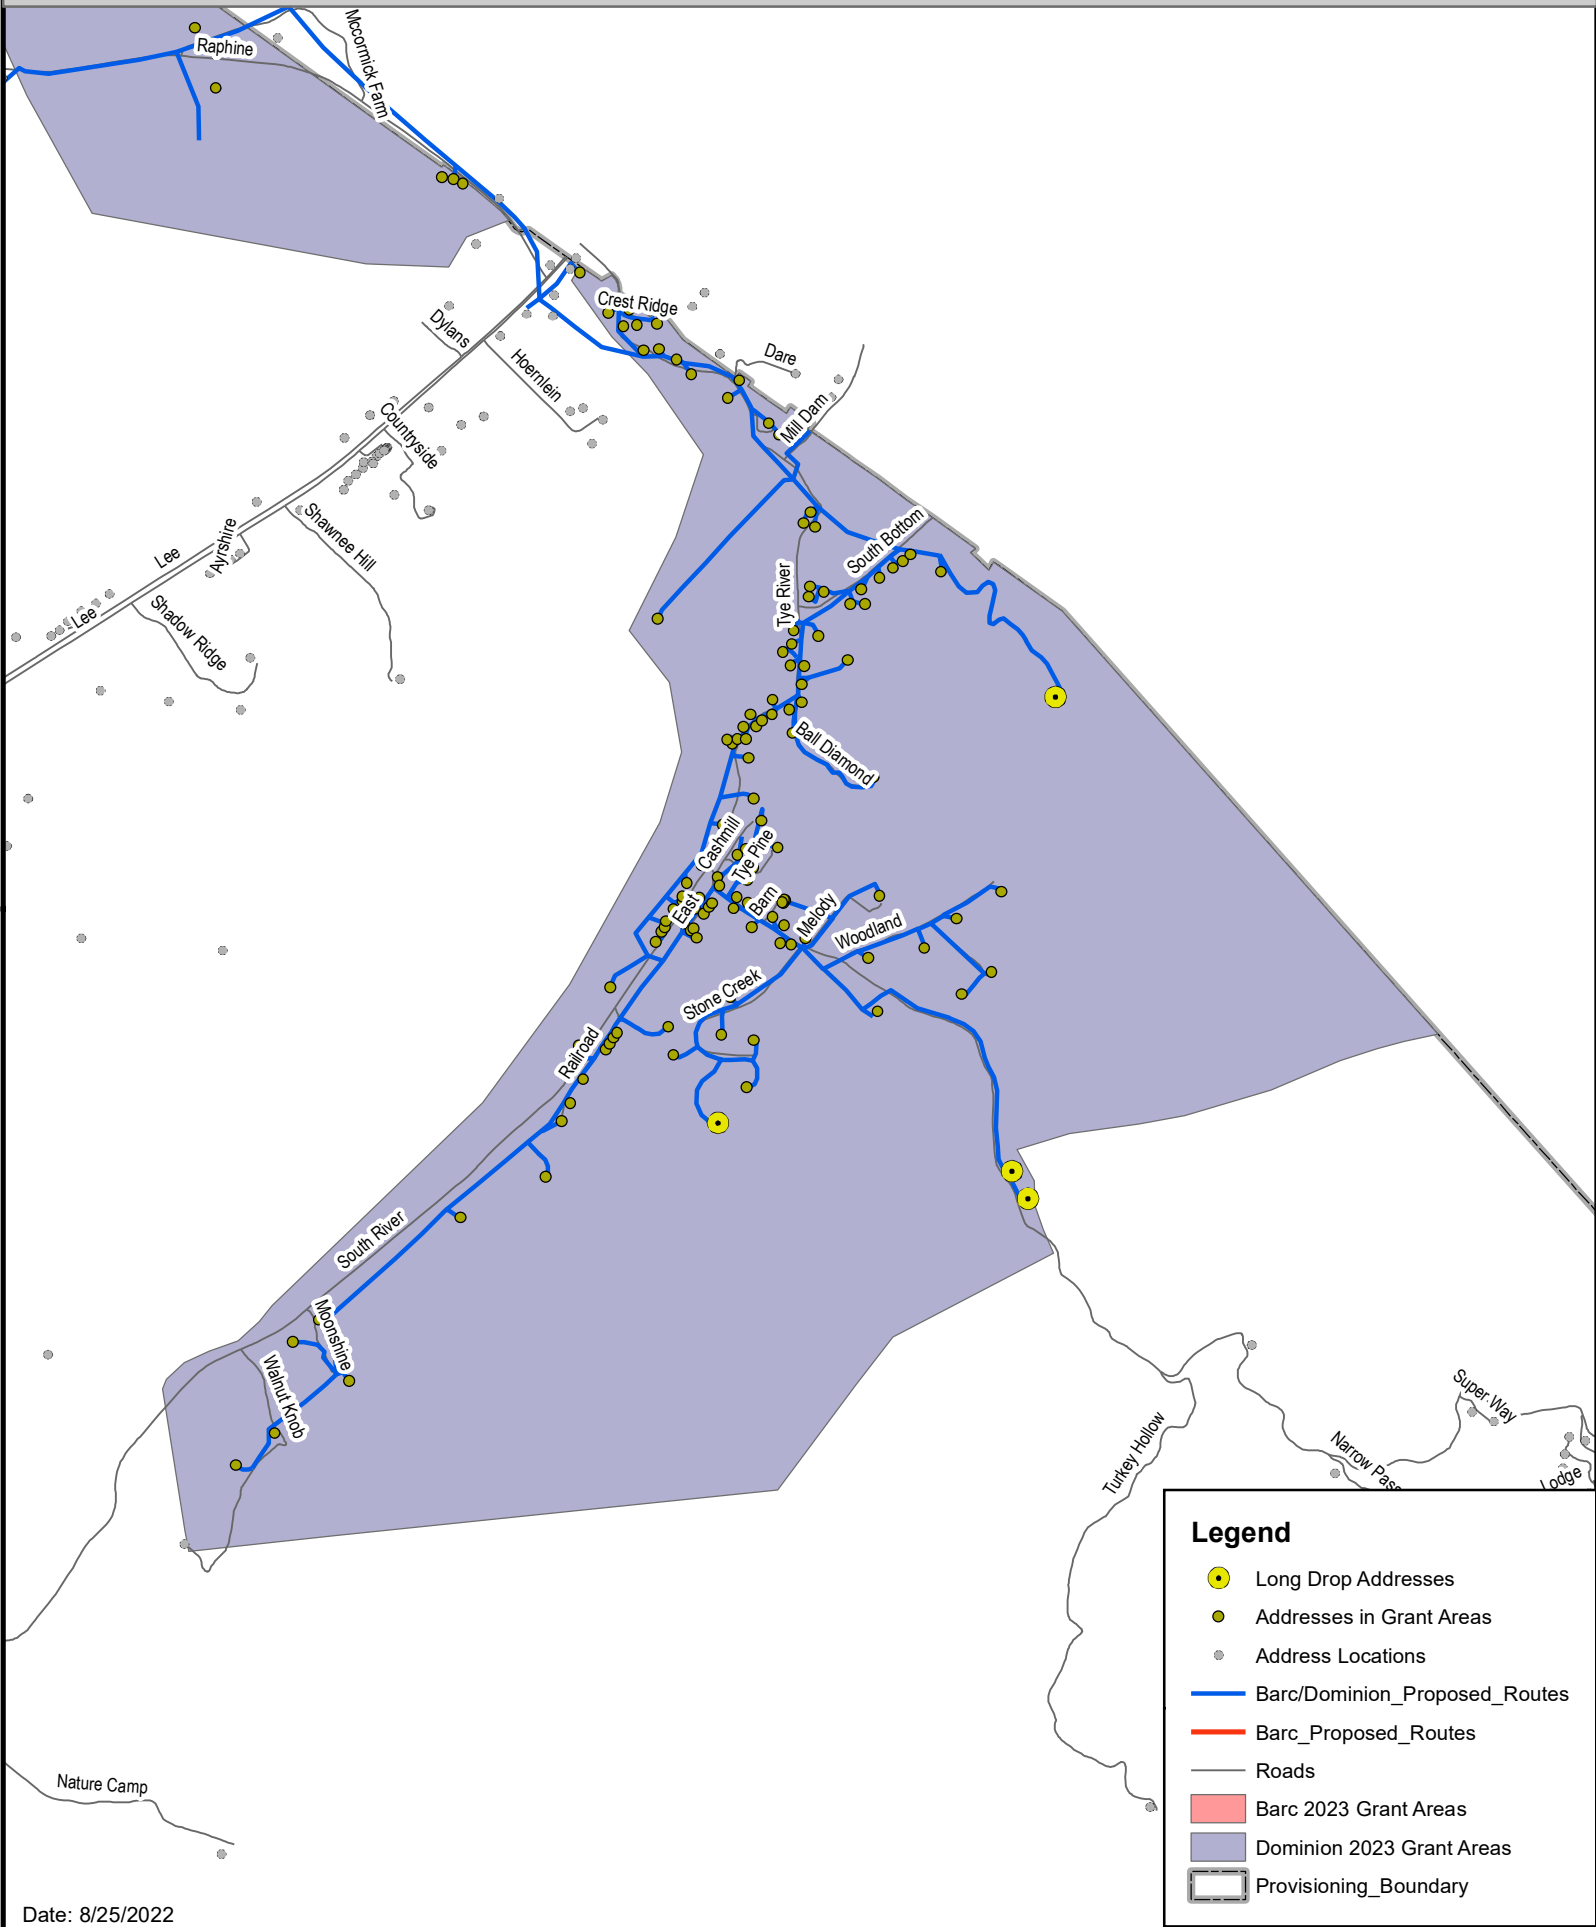 Raphine
Mccormick Farm
Crest Ridge
Dylans
Dare
Hoernlein
Mill Dam
Countryside
South Bottom
Shawnee Hill
Ayrshire
Lee
Tye River
Lee
Shadow Ridge
Ball Diamond
Cashmill
Tye Pine
Barn
East
Melody
Woodland
Stone Creek
Railroad
South River
Moonshine
Walnut Knob
Super Way
Turkey Hollow
Narrow Pass
Lodge
Legend
Long Drop Addresses
Addresses in Grant Areas
Address Locations
Barc/Dominion_Proposed_Routes
Barc_Proposed_Routes
Roads
Barc 2023 Grant Areas
Dominion 2023 Grant Areas
Provisioning_Boundary
Nature Camp
Date: 8/25/2022